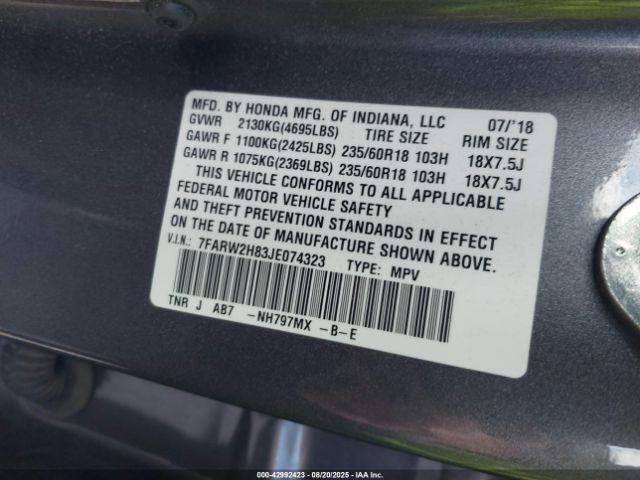 MFD. BY HONDA MFG. OF INDIANA, LLC 07/'18
GVWR 2130KG(4695LBS) TIRE SIZE RIM SIZE
GAWR F 1100KG(2425LBS) 235/60R18 103H 18X7.5J
GAWR R 1075KG(2369LBS) 235/60R18 103H 18X7.5J
THIS VEHICLE CONFORMS TO ALL APPLICABLE
FEDERAL MOTOR VEHICLE SAFETY
AND THEFT PREVENTION STANDARDS IN EFFECT
ON THE DATE OF MANUFACTURE SHOWN ABOVE.
V.I.N.: 7FARW2H83JE074323 TYPE: MPV
TNR J AB7 -NH797MX -B-E
000-42992423 - 08/20/2025 - IAAI.COM